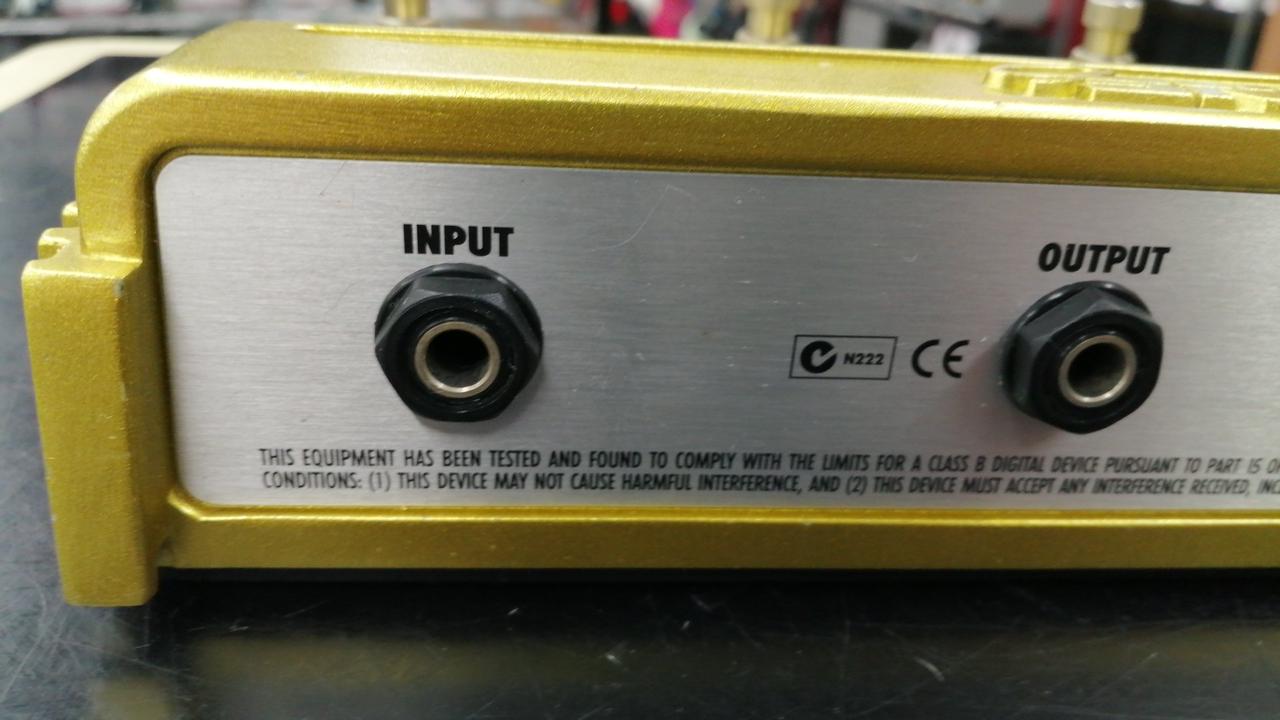 INPUT
OUTPUT
N222 CE
THIS EQUIPMENT HAS BEEN TESTED AND FOUND TO COMPLY WITH THE LIMITS FOR A CLASS B DIGITAL DEVICE PURSUANT TO PART 15 O
CONDITIONS: (1) THIS DEVICE MAY NOT CAUSE HARMFUL INTERFERENCE, AND (2) THIS DEVICE MUST ACCEPT ANY INTERFERENCE RECEIVED, INC